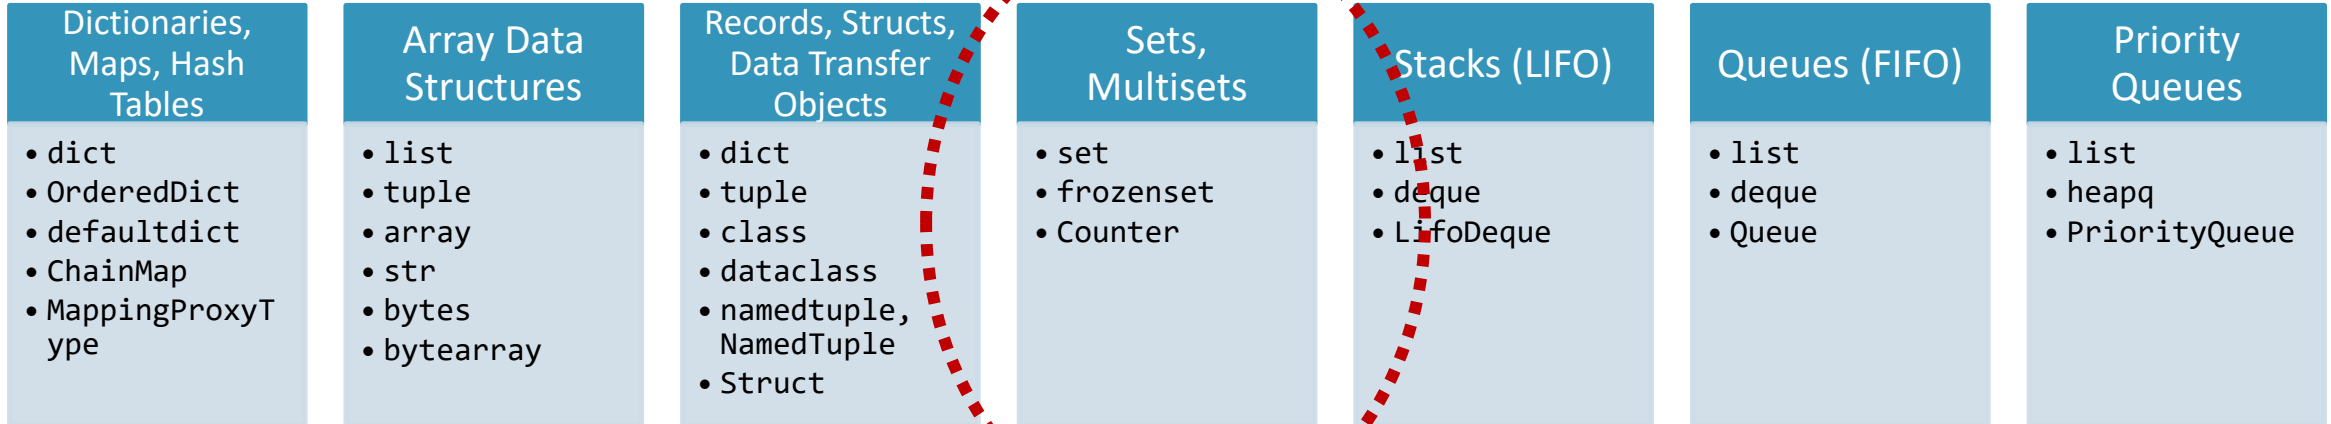 Dictionaries,
Maps, Hash
Tables
• dict
• OrderedDict
• defaultdict
• ChainMap
• MappingProxyT
ype
Array Data
Structures
• list
• tuple
• array
• str
• bytes
• bytearray
Records, Structs,
Data Transfer
Objects
• dict
• tuple
• class
• dataclass
• namedtuple,
NamedTuple
• Struct
Sets,
Multisets
• set
• frozenset
• Counter
Stacks (LIFO)
• list
• deque
• LifoDeque
Queues (FIFO)
• list
• deque
• Queue
Priority
Queues
• list
• heapq
• PriorityQueue